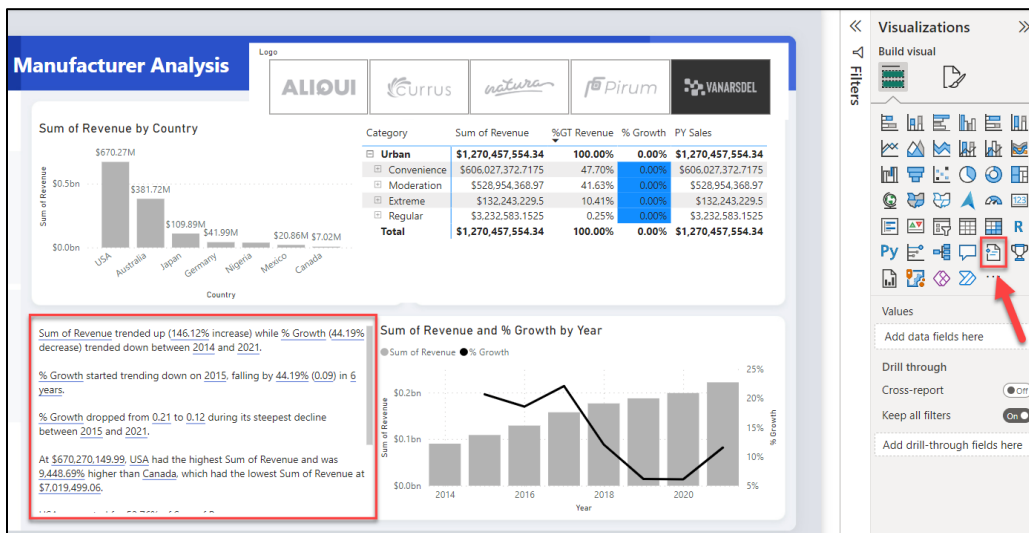 Manufacturer Analysis
Logo
ALIQUI
Currus
natura
Pirum
VANARSDEL
Sum of Revenue by Country
$670.27M
$381.72M
$109.89M
$41.99M
$20.86M
$7.02M
$0.5bn
$0.0bn
Sum of Revenue
USA
Australia
Japan
Germany
Nigeria
Mexico
Canada
Country
Category Sum of Revenue %GT Revenue % Growth PY Sales
Urban $1,270,457,554.34 100.00% 0.00% $1,270,457,554.34
Convenience $606,027,372.7175 47.70% 0.00% $606,027,372.7175
Moderation $528,954,368.97 41.63% 0.00% $528,954,368.97
Extreme $132,243,229.5 10.41% 0.00% $132,243,229.5
Regular $3,232,583.1525 0.25% 0.00% $3,232,583.1525
Total $1,270,457,554.34 100.00% 0.00% $1,270,457,554.34
Sum of Revenue trended up (146.12% increase) while % Growth (44.19%
decrease) trended down between 2014 and 2021.
% Growth started trending down on 2015, falling by 44.19% (0.09) in 6
years.
% Growth dropped from 0.21 to 0.12 during its steepest decline
between 2015 and 2021.
At $670,270,149.99, USA had the highest Sum of Revenue and was
9,448.69% higher than Canada, which had the lowest Sum of Revenue at
$7,019,499.06.
Sum of Revenue and % Growth by Year
Sum of Revenue % Growth
$0.2bn
$0.1bn
$0.0bn
Sum of Revenue
25%
20%
15%
10%
5%
% Growth
2014 2016 2018 2020
Year
Filters
Visualizations
Build visual
123
R
Py
Values
Add data fields here
Drill through
Cross-report
Off
Keep all filters
On
Add drill-through fields here